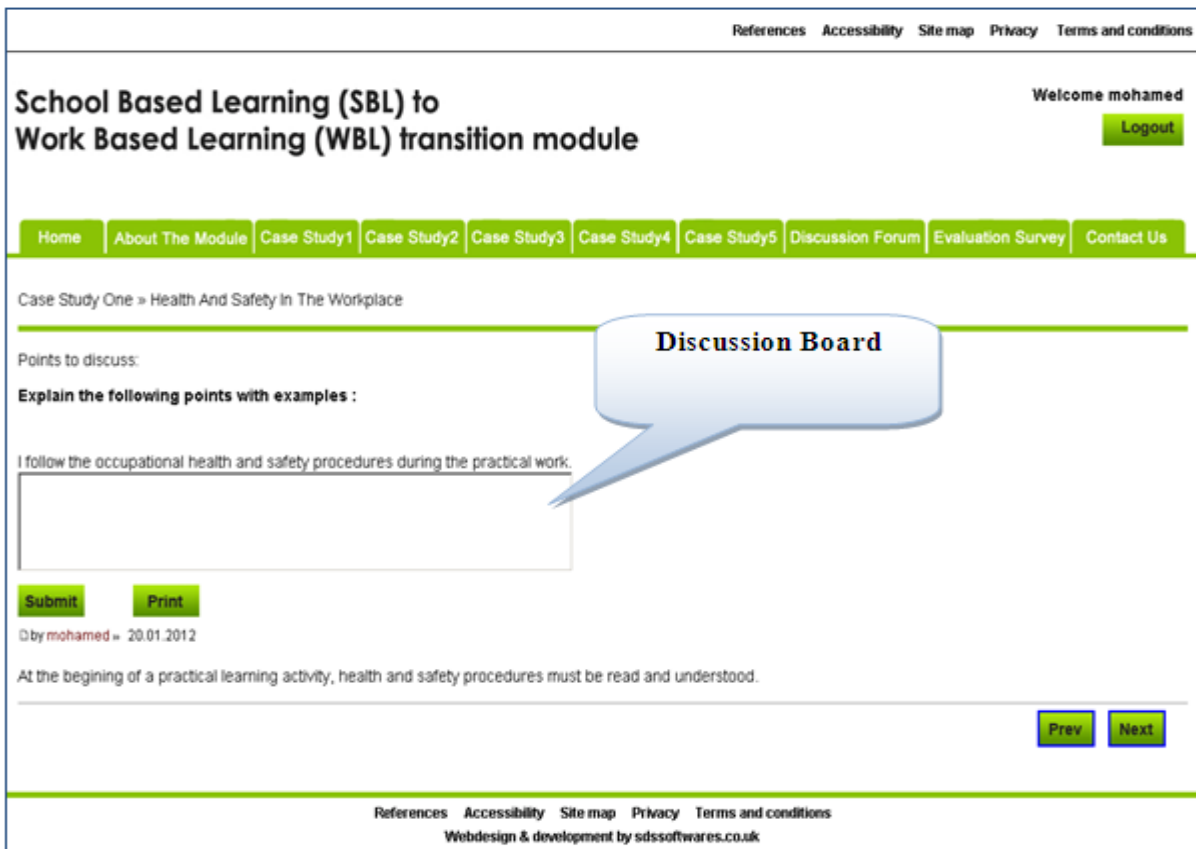 References Accessibility Site map Privacy Terms and conditions
School Based Learning (SBL) to
Work Based Learning (WBL) transition module
Welcome mohamed
Logout
Home About The Module Case Study1 Case Study2 Case Study3 Case Study4 Case Study5 Discussion Forum Evaluation Survey Contact Us
Case Study One » Health And Safety In The Workplace
Discussion Board
Points to discuss:
Explain the following points with examples :
I follow the occupational health and safety procedures during the practical work.
Submit Print
by mohamed » 20.01.2012
At the begining of a practical learning activity, health and safety procedures must be read and understood.
Prev Next
References Accessibility Site map Privacy Terms and conditions
Webdesign & development by sdssoftwares.co.uk